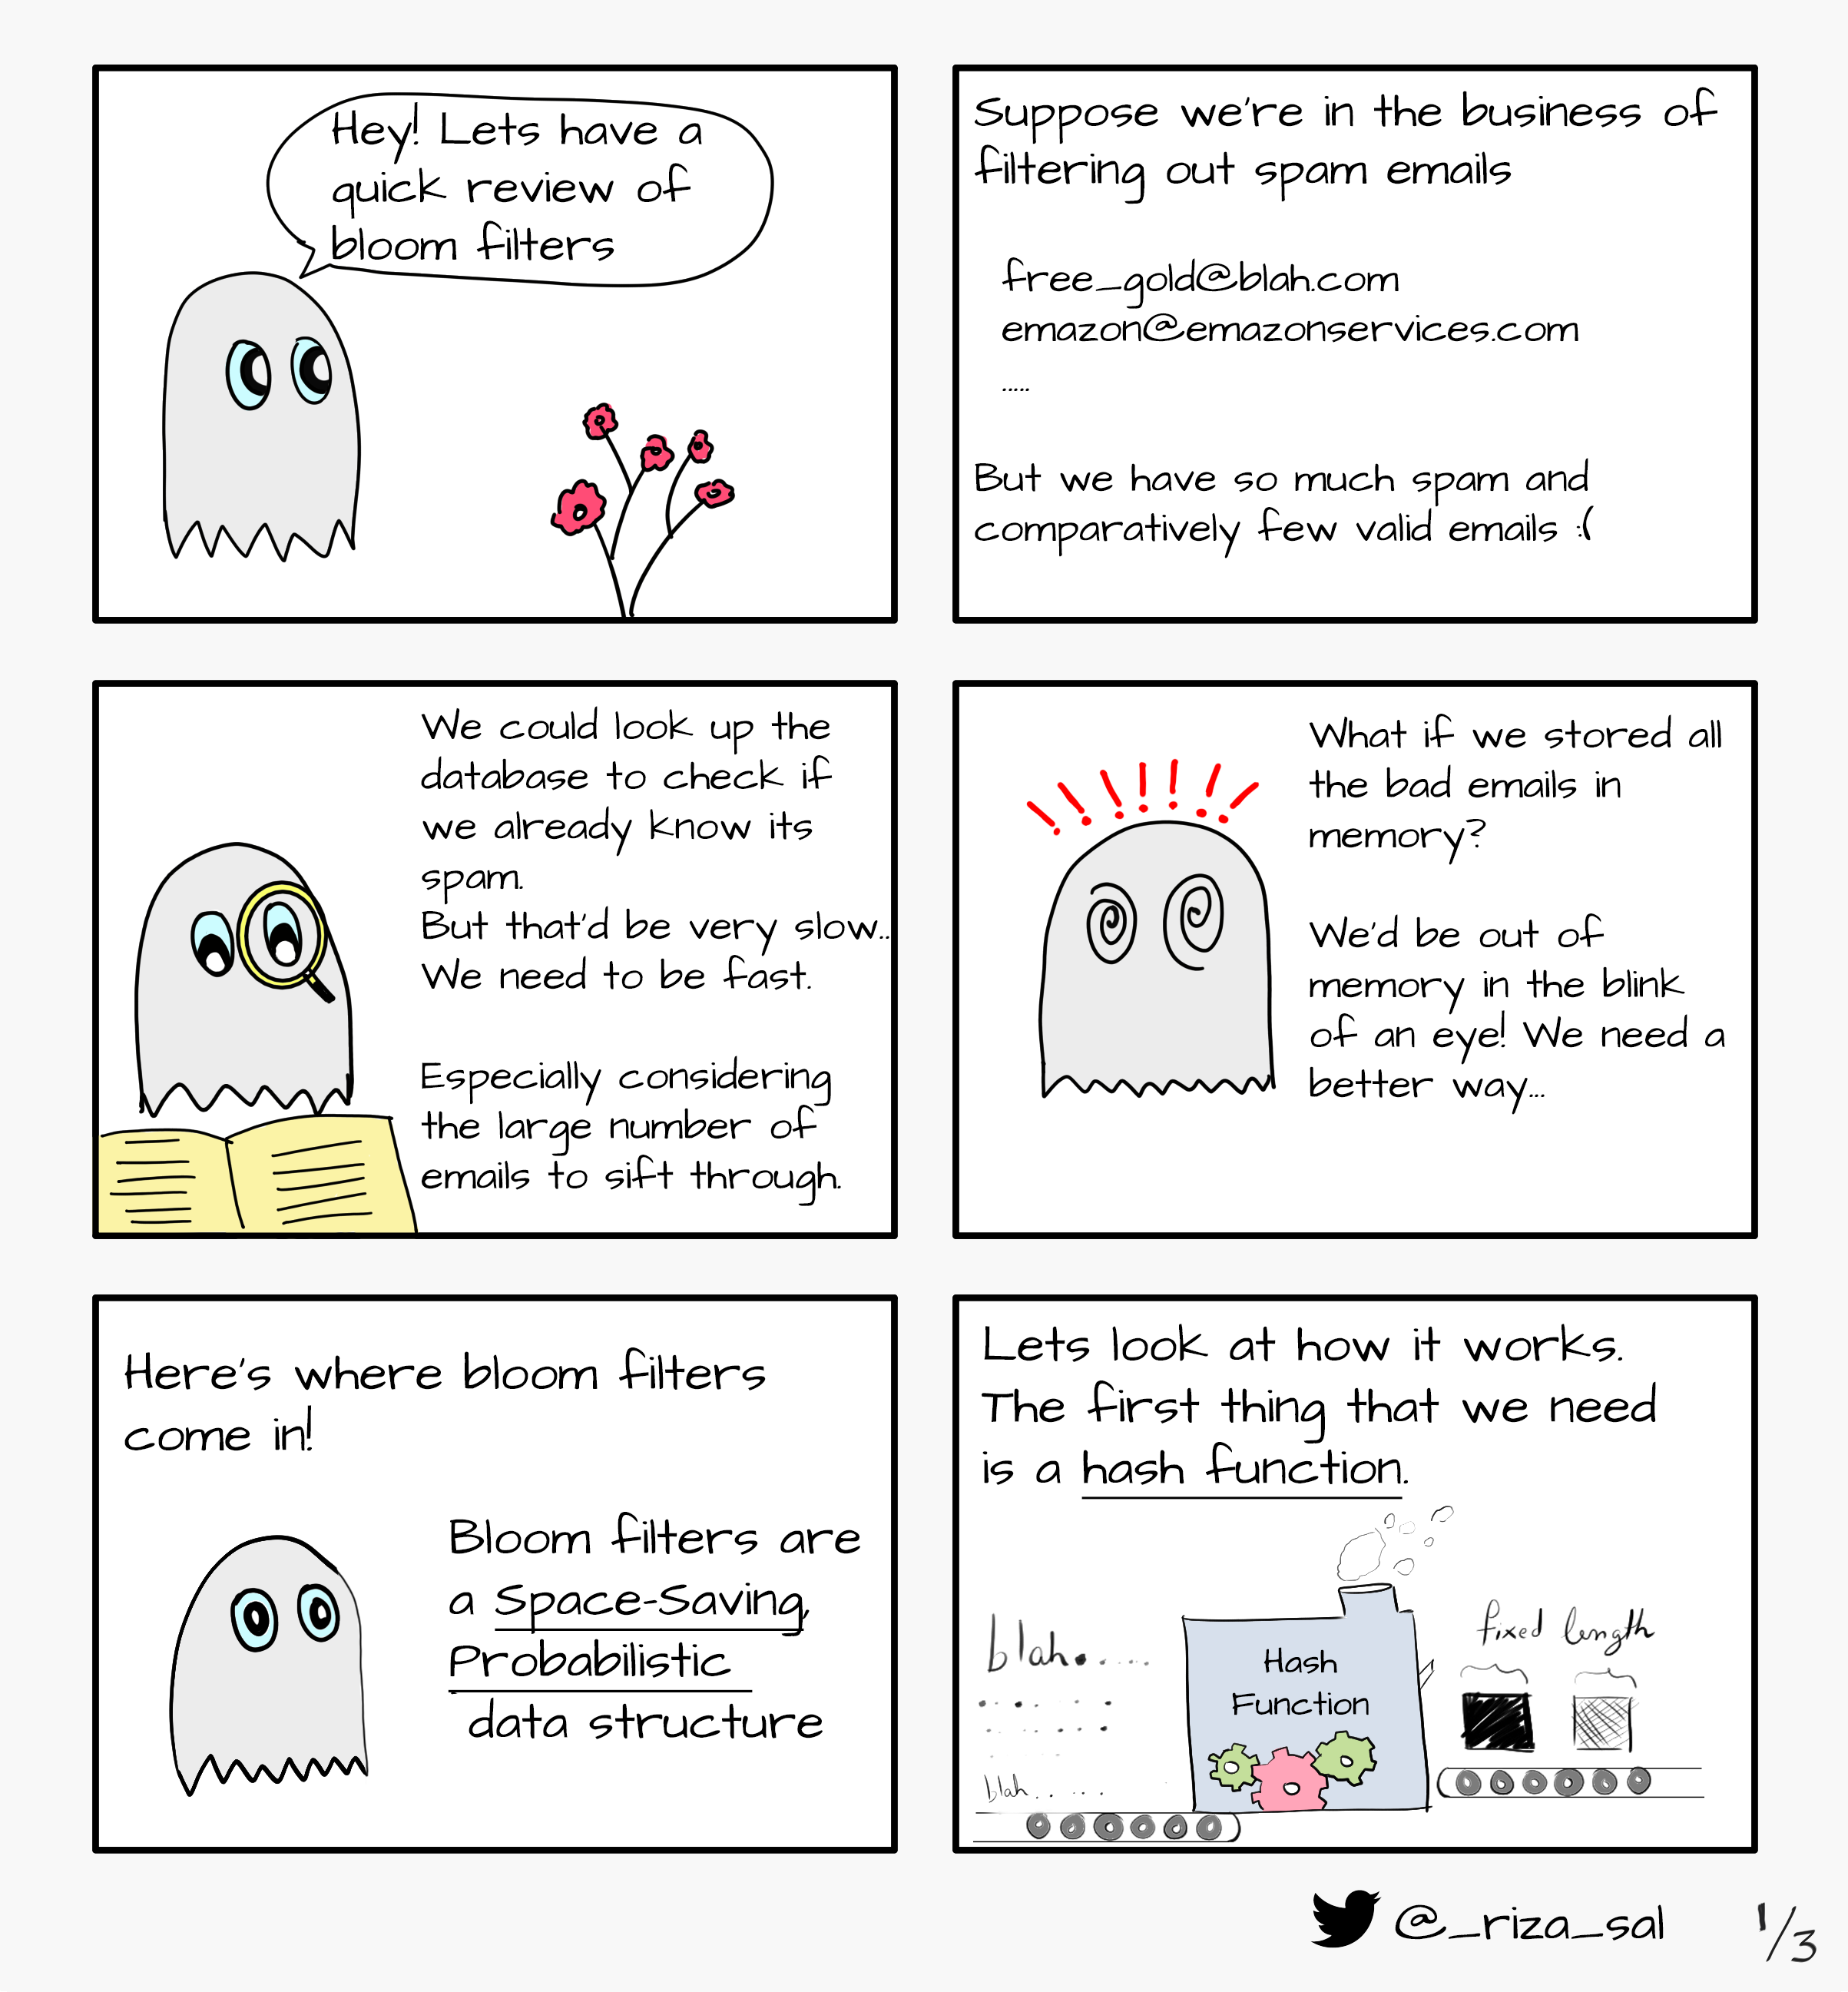 Hey! Lets have a
quick review of
bloom filters
Suppose we're in the business of
filtering out spam emails
free_gold@blah.com
emazon@emazonservices.com
.....
But we have so much spam and
comparatively few valid emails :(
We could look up the
database to check if
we already know its
spam.
But that'd be very slow..
We need to be fast.
Especially considering
the large number of
emails to sift through.
What if we stored all
the bad emails in
memory?
We'd be out of
memory in the blink
of an eye! We need a
better way...
Here's where bloom filters
come in!
Bloom filters are
a Space-Saving,
Probabilistic
data structure
Lets look at how it works.
The first thing that we need
is a hash function.
blah.....
blah.....
Hash
Function
fixed length
@_riza_sal
1/3